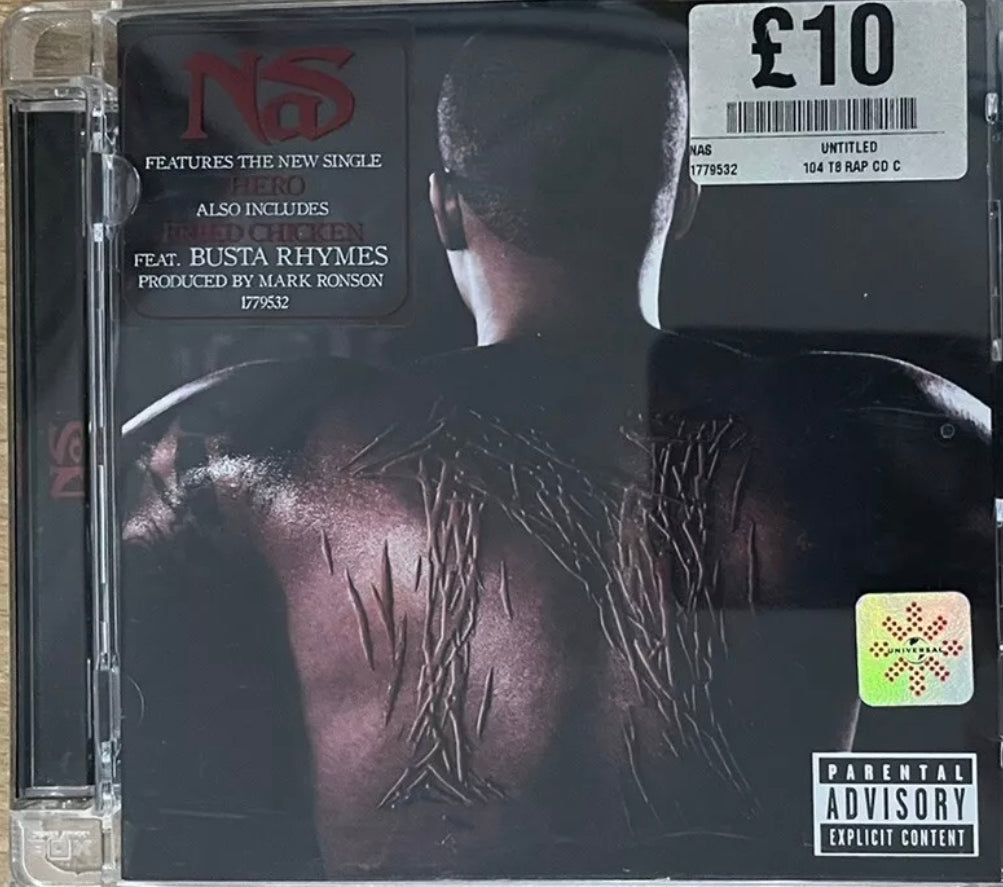 NaS
FEATURES THE NEW SINGLE
HERO
ALSO INCLUDES
FRIED CHICKEN
FEAT. BUSTA RHYMES
PRODUCED BY MARK RONSON
1779532
£10
NAS UNTITLED
1779532 104 T8 RAP CD C
NaS
N
UNIVERSAL
PARENTAL
ADVISORY
EXPLICIT CONTENT